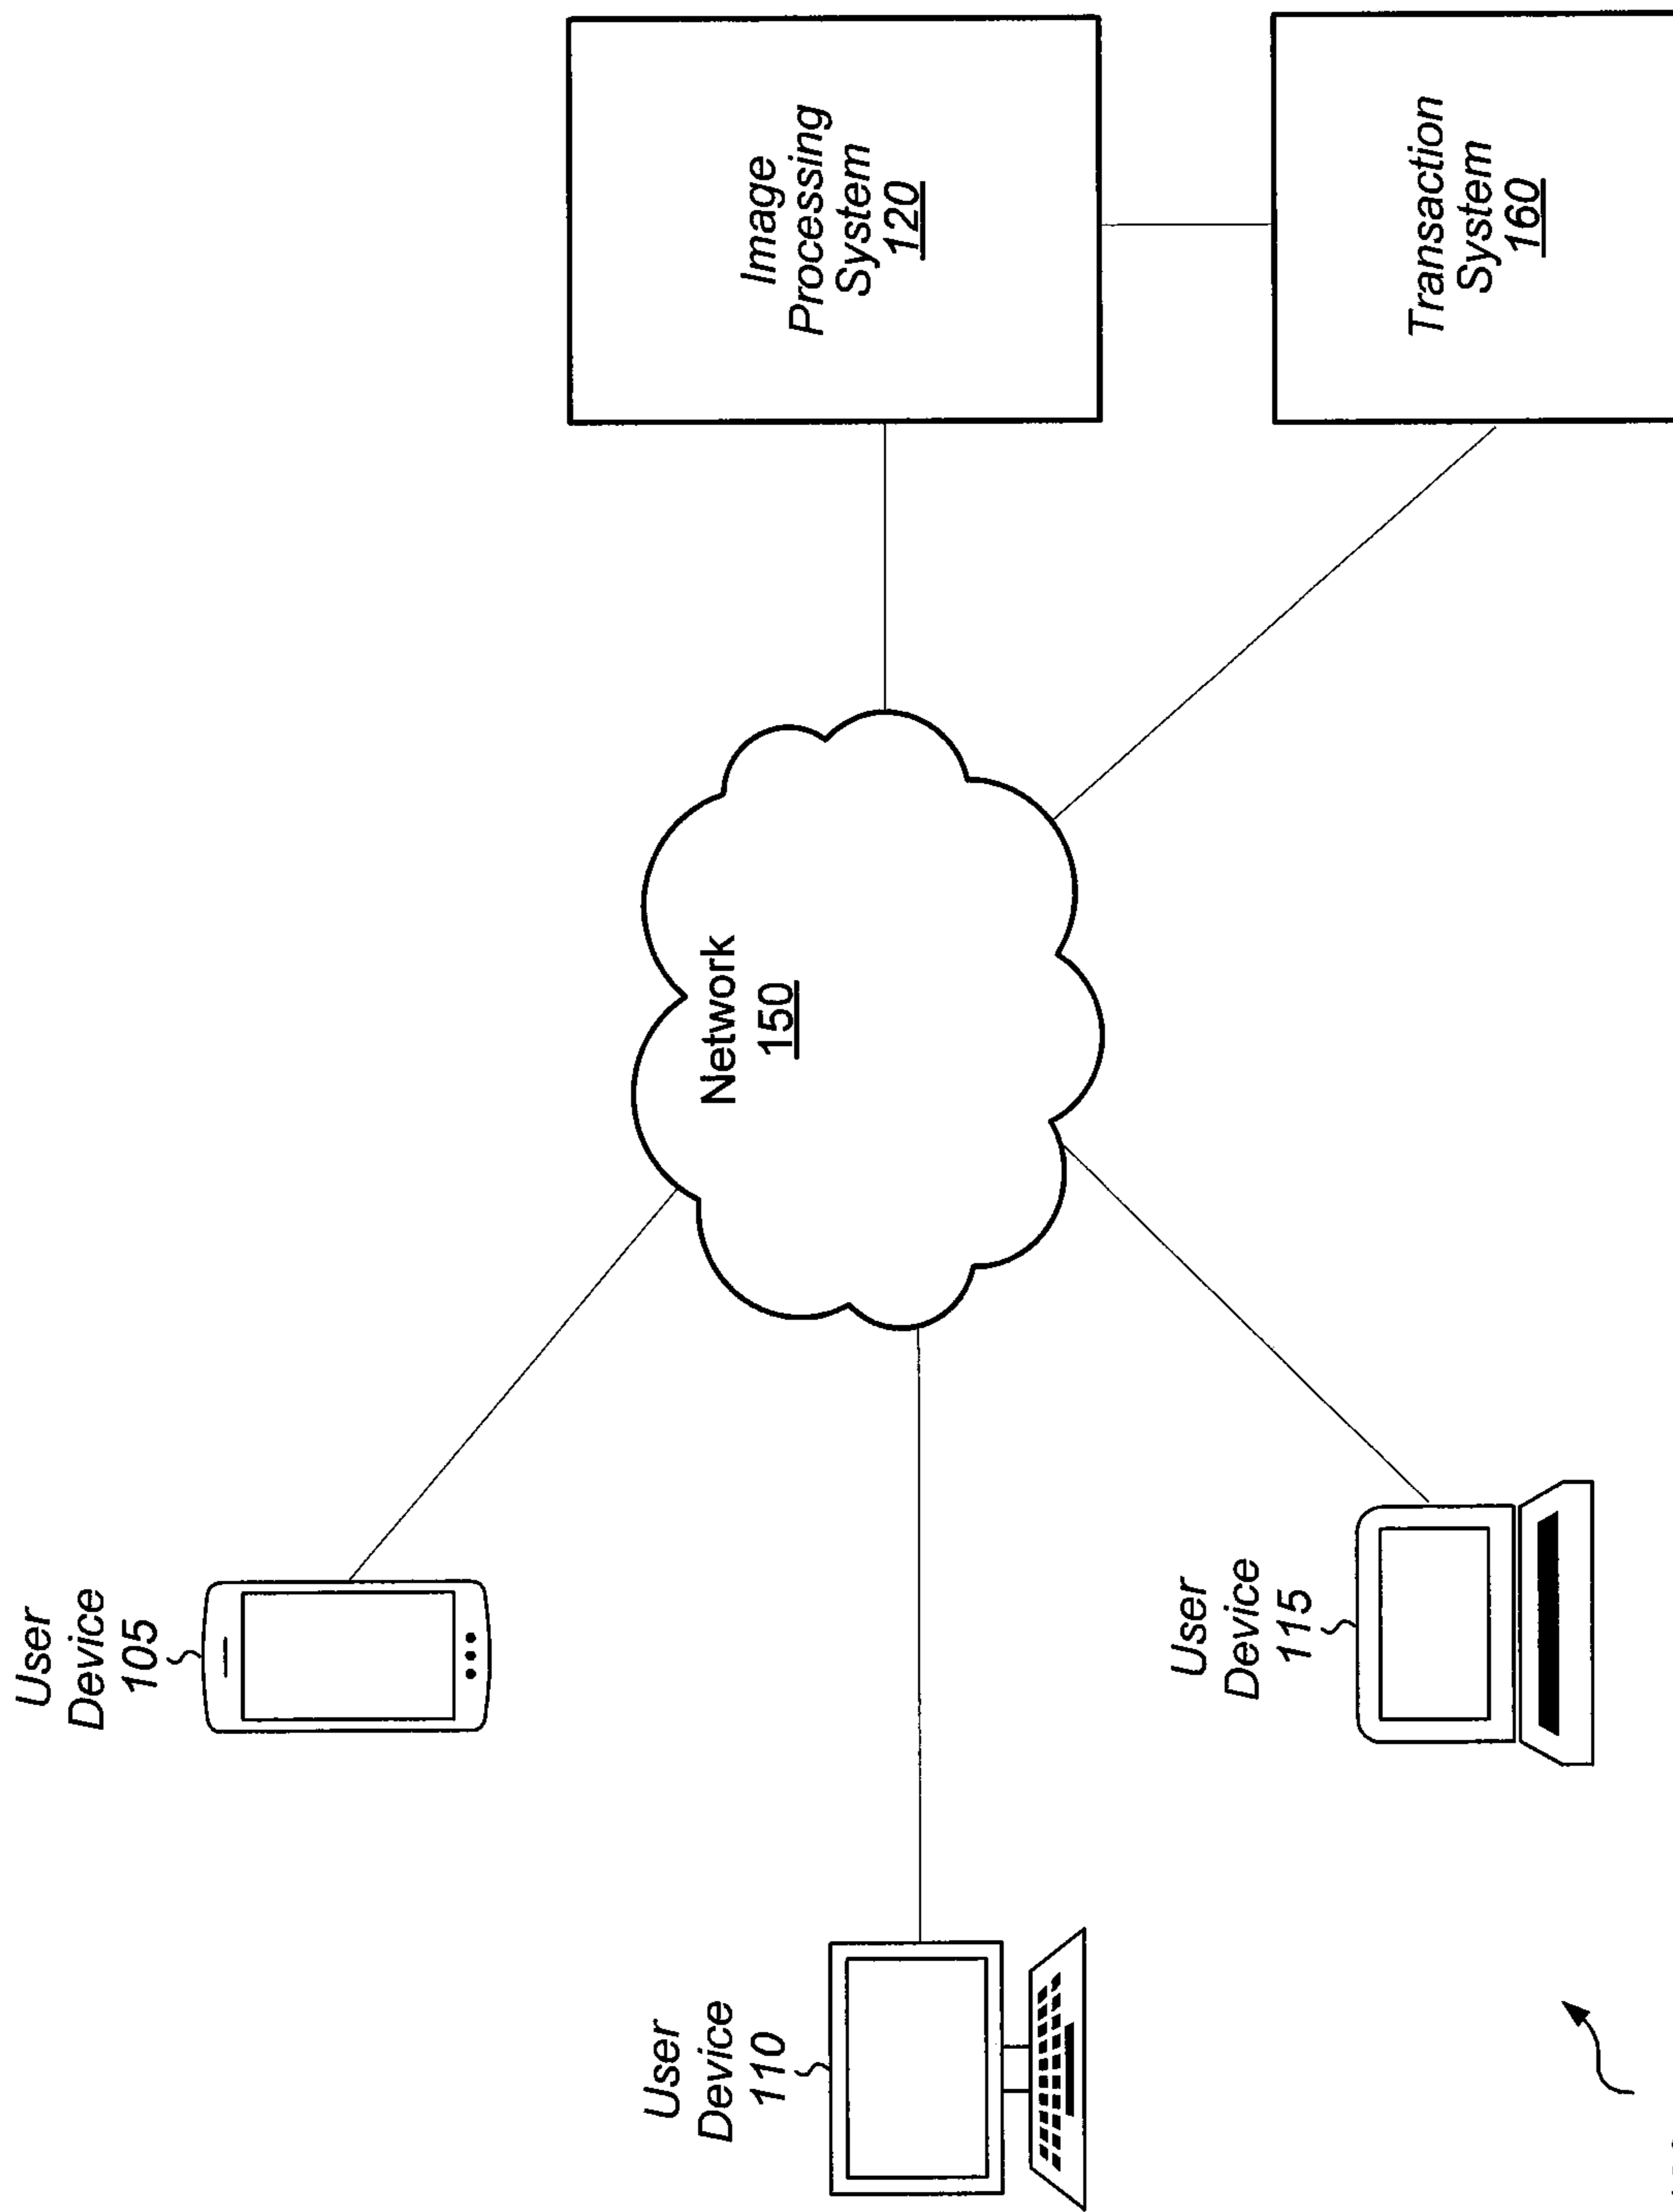 User
Device
105
User
Device
110
User
Device
115
Network
150
Image
Processing
System
120
Transaction
System
160